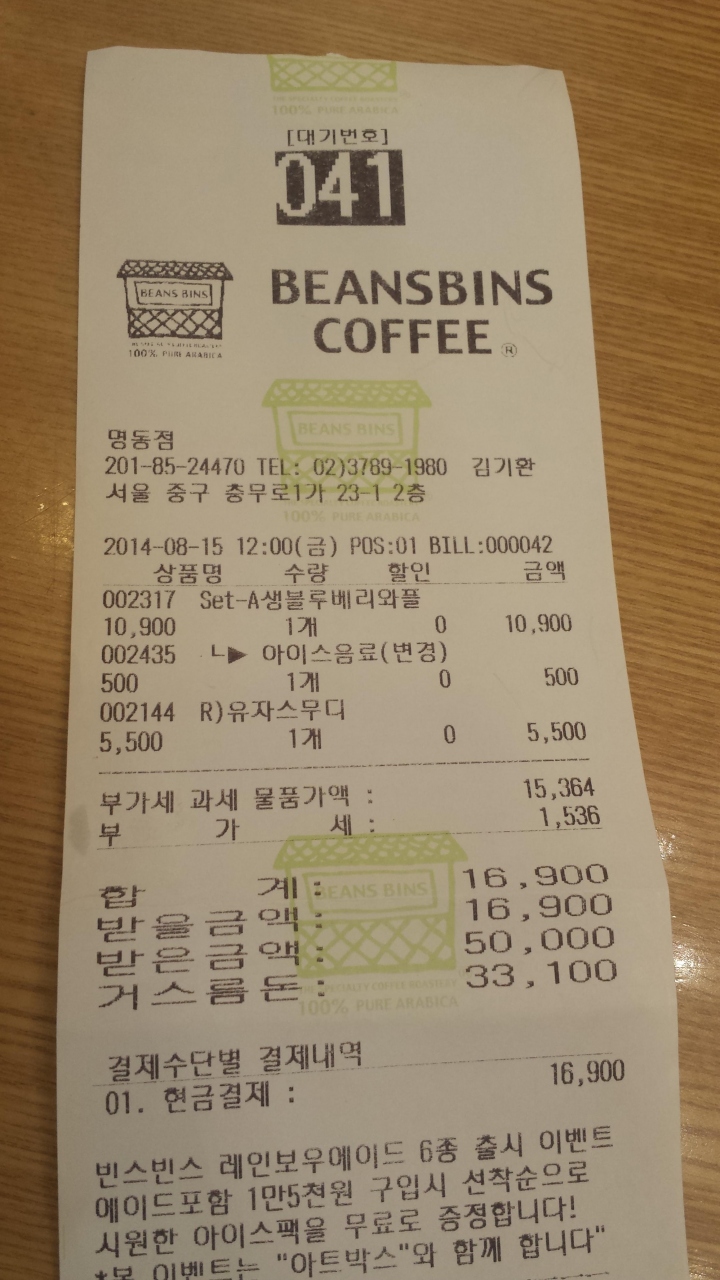 100% PURE ARABICA
[대기번호]
041
BEANS BINS
100% PURE ARABICA
BEANSBINS
COFFEE ®
BEANS BINS
명동점
201-85-24470 TEL: 02)3789-1980 김기환
서울 중구 충무로1가 23-1 2층
100% PURE ARABICA
2014-08-15 12:00(금) POS:01 BILL:000042
상품명 수량 할인 금액
002317 Set-A생블루베리와플
10,900 1개 0 10,900
002435 ㄴ▶ 아이스음료(변경)
500 1개 0 500
002144 R)유자스무디
5,500 1개 0 5,500
부가세 과세 물품가액 : 15,364
부 가 세 : 1,536
BEANS BINS
합 계 : 16,900
받을금액 : 16,900
받은금액 : 50,000
거스름돈 : 33,100
100% PURE ARABICA
결제수단별 결제내역
01. 현금결제 : 16,900
빈스빈스 레인보우에이드 6종 출시 이벤트
에이드포함 1만5천원 구입시 선착순으로
시원한 아이스팩을 무료로 증정합니다!
*본 이벤트는 "아트박스"와 함께 합니다"